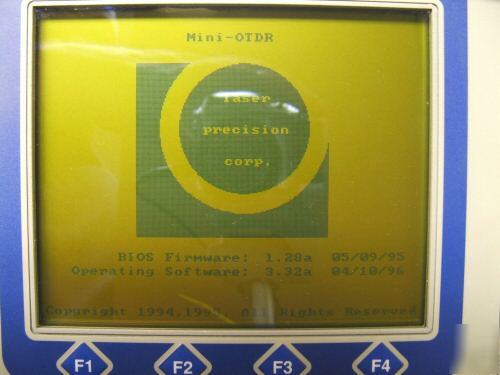 Mini-OTDR
laser
precision
corp.
BIOS Firmware: 1.28a 05/09/95
Operating Software: 3.32a 04/10/96
Copyright 1994,1995, All Rights Reserved
F1 F2 F3 F4